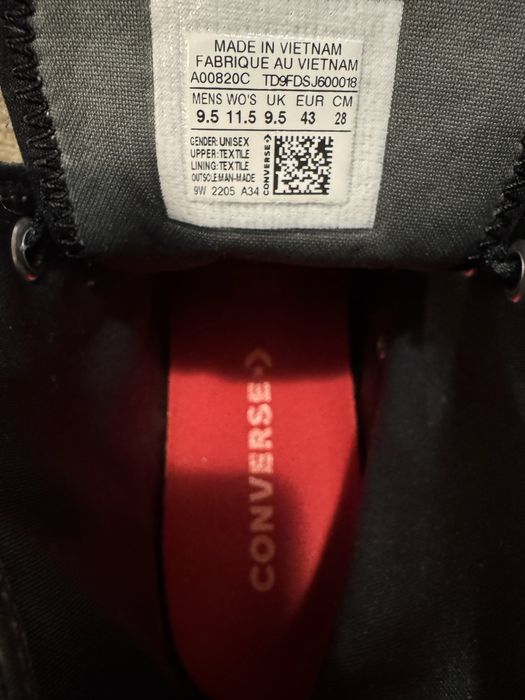 MADE IN VIETNAM
FABRIQUE AU VIETNAM
A00820C TD9FDSJ600018
MENS WO'S UK EUR CM
9.5 11.5 9.5 43 28
GENDER: UNISEX
UPPER: TEXTILE
LINING: TEXTILE
OUTSOLE MAN-MADE
9W 2205 A34
CONVERSE
CONVERSE